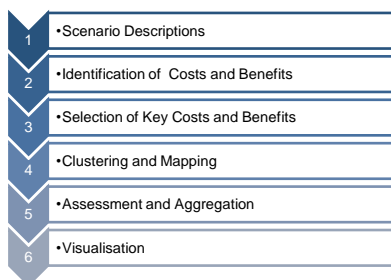 1
•Scenario Descriptions
2
•Identification of Costs and Benefits
3
•Selection of Key Costs and Benefits
4
•Clustering and Mapping
5
•Assessment and Aggregation
6
•Visualisation